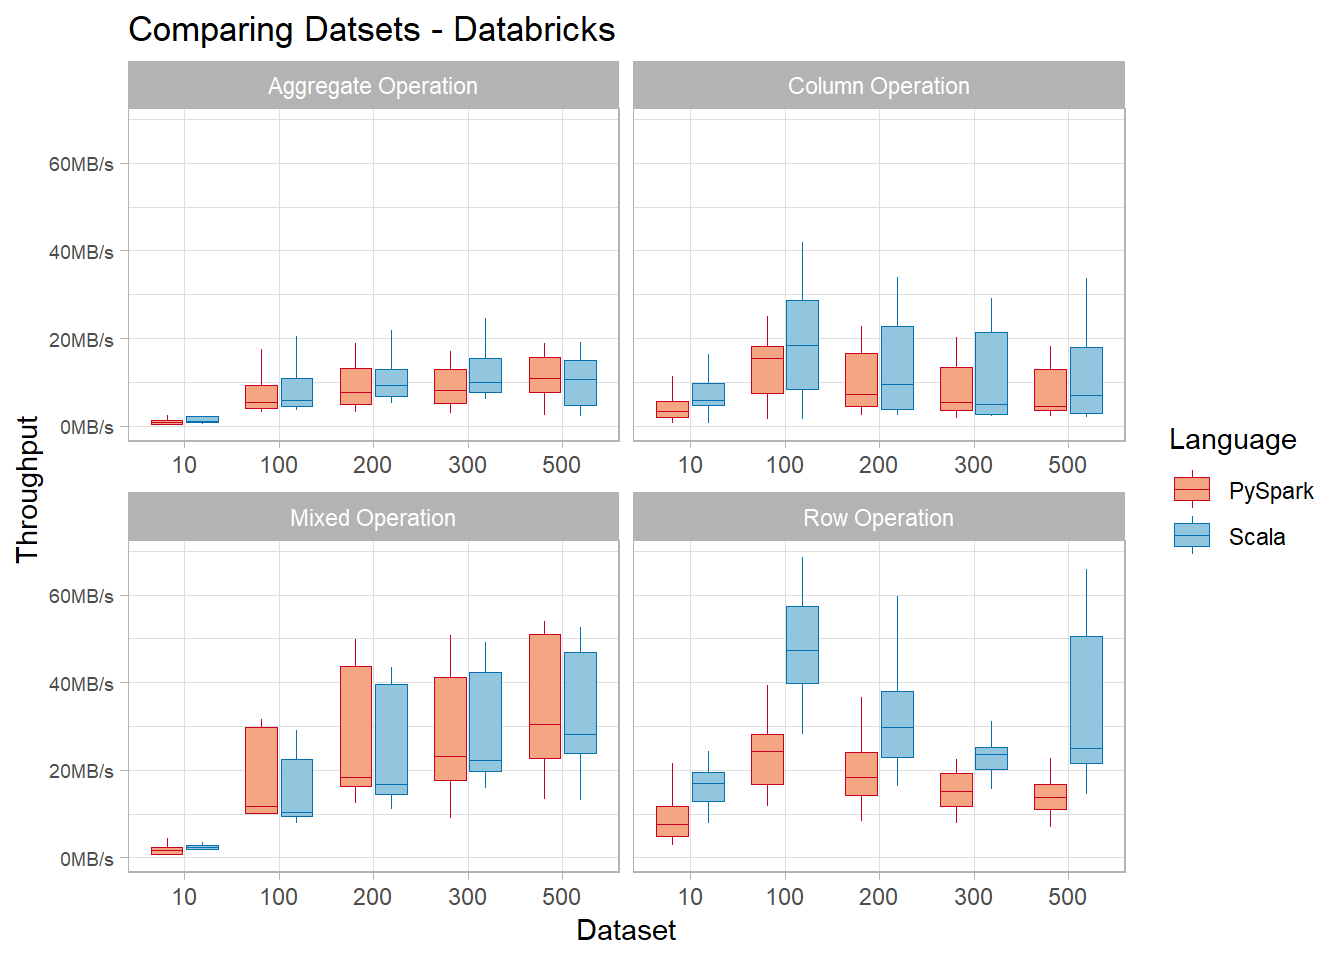 Comparing Datsets - Databricks
Aggregate Operation
Column Operation
60MB/s
40MB/s
20MB/s
0MB/s
10 100 200 300 500
10 100 200 300 500
Mixed Operation
Row Operation
60MB/s
40MB/s
20MB/s
0MB/s
10 100 200 300 500
10 100 200 300 500
Throughput
Dataset
Language
PySpark
Scala